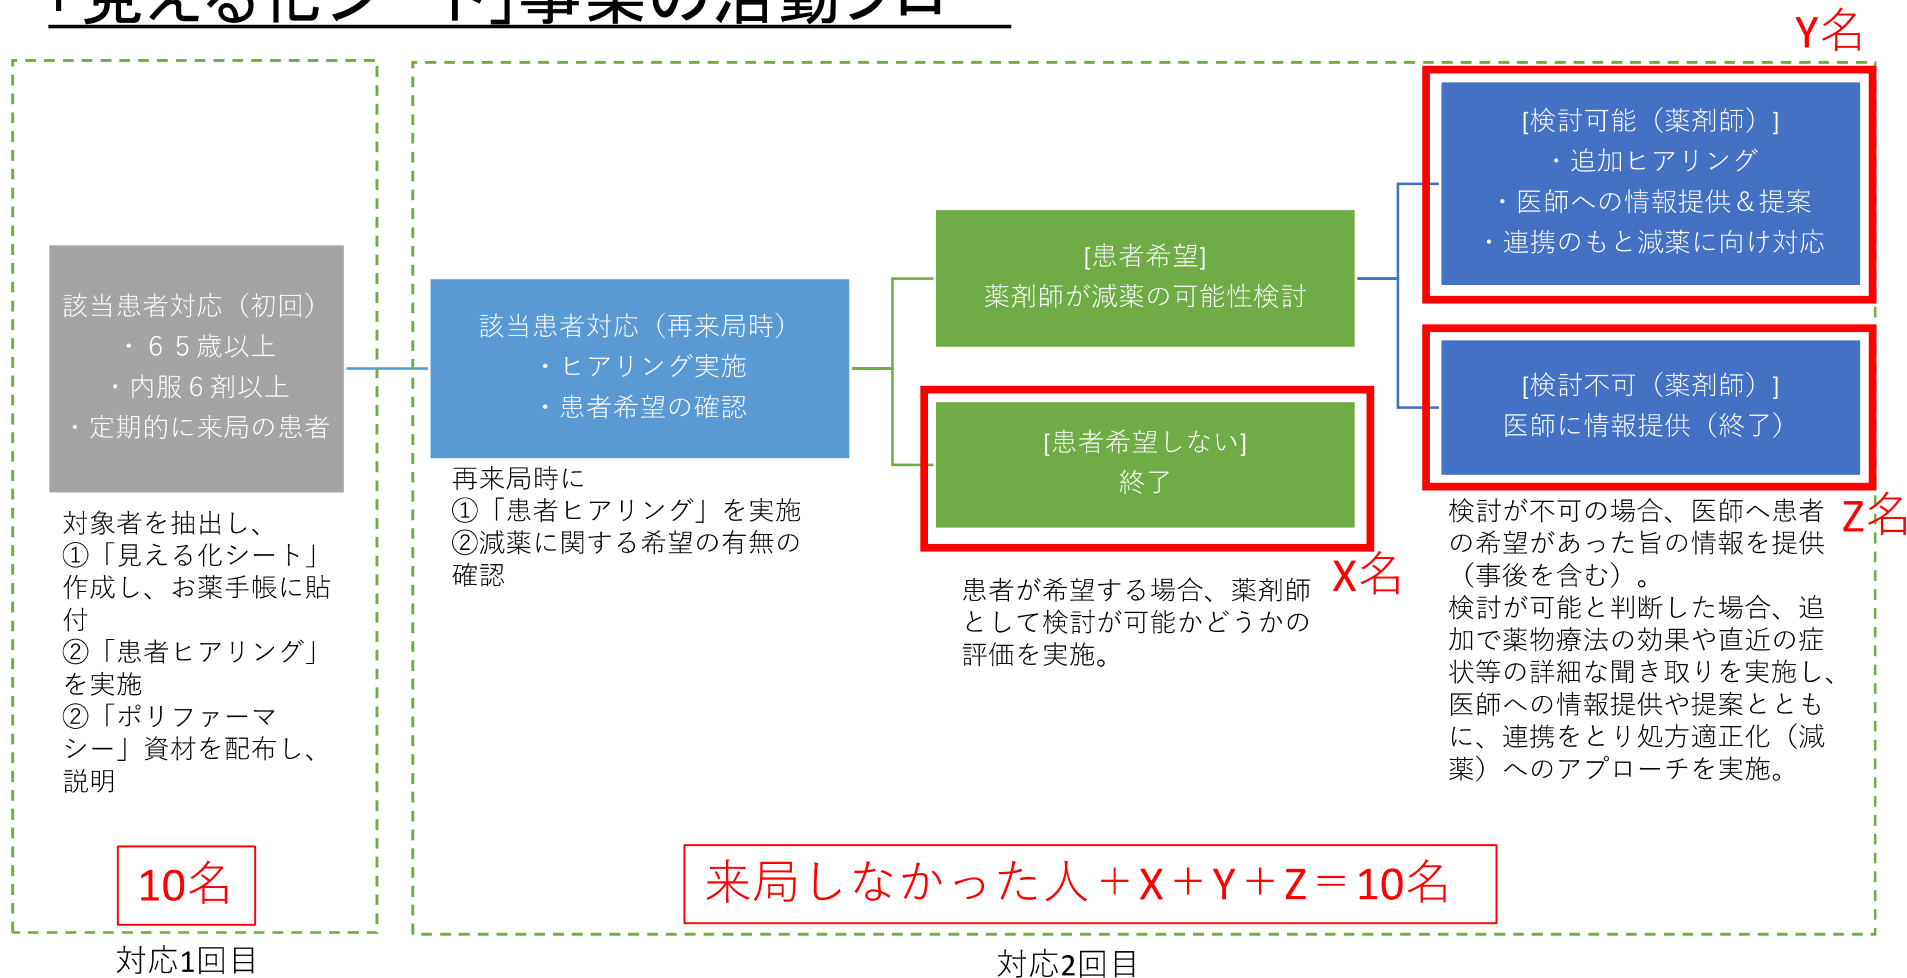 「見える化シート」事業の活動フロー
Y名
[検討可能（薬剤師）]
・追加ヒアリング
・医師への情報提供＆提案
・連携のもと減薬に向け対応
[患者希望]
薬剤師が減薬の可能性検討
該当患者対応（初回）
・６５歳以上
・内服６剤以上
・定期的に来局の患者
該当患者対応（再来局時）
・ヒアリング実施
・患者希望の確認
[検討不可（薬剤師）]
医師に情報提供（終了）
[患者希望しない]
終了
Z名
X名
対象者を抽出し、
①「見える化シート」
作成し、お薬手帳に貼
付
②「患者ヒアリング」
を実施
②「ポリファーマ
シー」資材を配布し、
説明
再来局時に
①「患者ヒアリング」を実施
②減薬に関する希望の有無の
確認
患者が希望する場合、薬剤師
として検討が可能かどうかの
評価を実施。
検討が不可の場合、医師へ患者
の希望があった旨の情報を提供
（事後を含む）。
検討が可能と判断した場合、追
加で薬物療法の効果や直近の症
状等の詳細な聞き取りを実施し、
医師への情報提供や提案ととも
に、連携をとり処方適正化（減
薬）へのアプローチを実施。
10名
来局しなかった人＋X＋Y＋Z＝10名
対応1回目
対応2回目